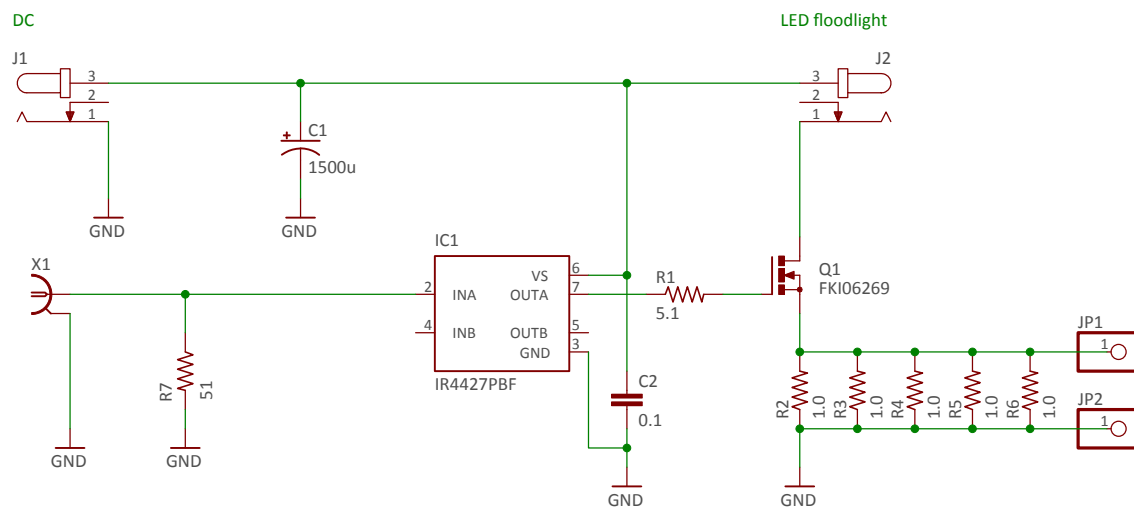 DC
LED floodlight
J1
3
2
1
GND
C1
+
1500u
GND
J2
3
2
1
X1
GND
R7
51
GND
IC1
2
INA
4
INB
VS
6
OUTA
7
OUTB
5
GND
3
IR4427PBF
R1
5.1
C2
0.1
GND
Q1
FKI06269
R2
1.0
R3
1.0
R4
1.0
R5
1.0
R6
1.0
GND
JP1
1
JP2
1